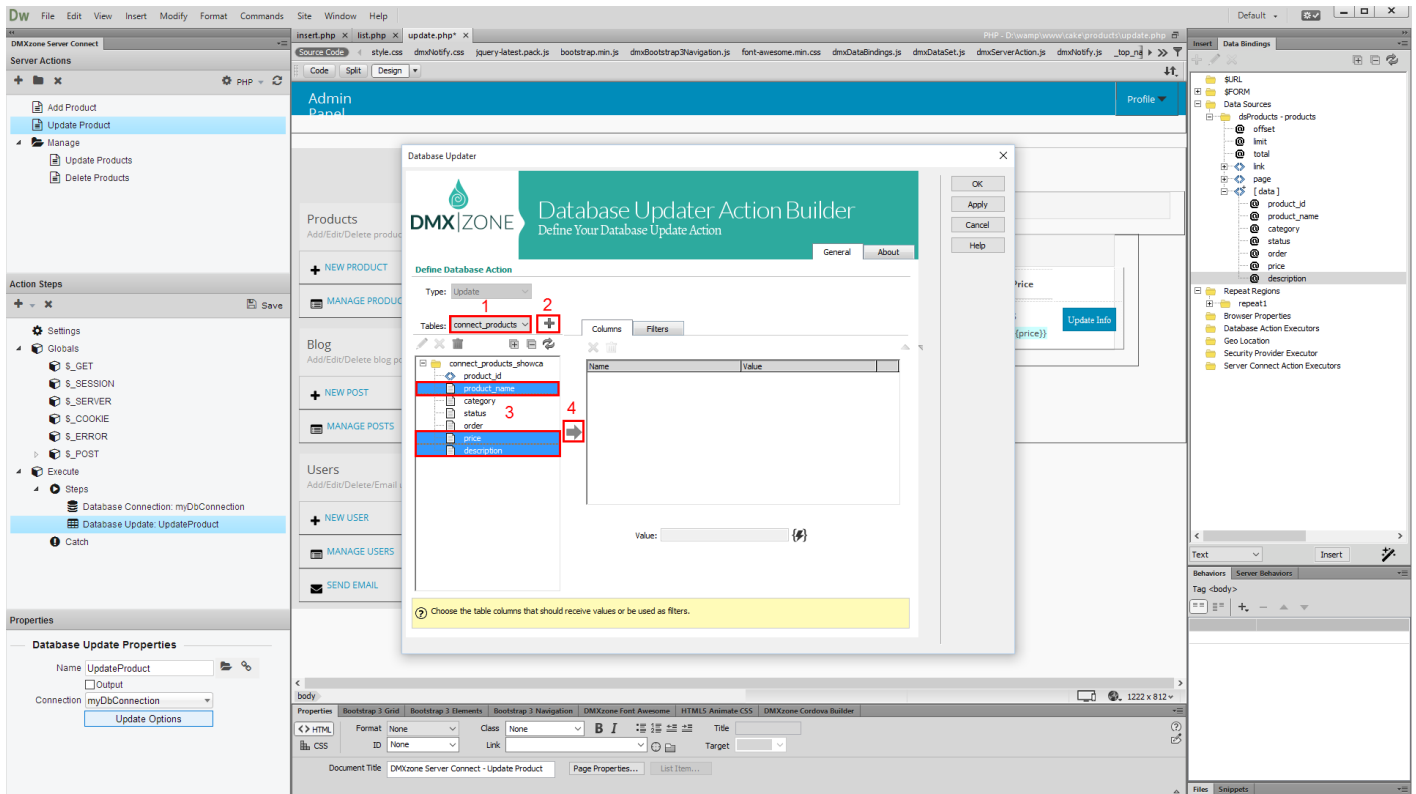 Dw File Edit View Insert Modify Format Commands Site Window Help Default
DMXzone Server Connect
Server Actions
PHP
Add Product
Update Product
Manage
Update Products
Delete Products
Action Steps
Save
Settings
Globals
$_GET
$_SESSION
$_SERVER
$_COOKIE
$_ERROR
$_POST
Execute
Steps
Database Connection: myDbConnection
Database Update: UpdateProduct
Catch
Properties
Database Update Properties
Name UpdateProduct
Output
Connection myDbConnection
Update Options
insert.php × list.php × update.php* × PHP - D:\wamp\www\cake\products\update.php
Source Code style.css dmxNotify.css jquery-latest.pack.js bootstrap.min.js dmxBootstrap3Navigation.js font-awesome.min.css dmxDataBindings.js dmxDataSet.js dmxServerAction.js dmxNotify.js _top_na
Code Split Design
Admin
Panel
Profile
Products
Add/Edit/Delete produc
NEW PRODUCT
MANAGE PRODUC
Blog
Add/Edit/Delete blog po
NEW POST
MANAGE POSTS
Users
Add/Edit/Delete/Email
NEW USER
MANAGE USERS
SEND EMAIL
Price
{price}}
Update Info
Database Updater
DMX|ZONE
Database Updater Action Builder
Define Your Database Update Action
General About
OK
Apply
Cancel
Help
Define Database Action
Type: Update
1 2
Tables: connect_products
Columns Filters
connect_products_showca
product_id
product_name
category
status
order
price
description
3
4
Name Value
Value:
Choose the table columns that should receive values or be used as filters.
body
1222 x 812
Properties Bootstrap 3 Grid Bootstrap 3 Elements Bootstrap 3 Navigation DMXzone Font Awesome HTML5 Animate CSS DMXzone Cordova Builder
<> HTML Format None Class None B I Title
CSS ID None Link Target
Document Title DMXzone Server Connect - Update Product Page Properties... List Item...
Insert Data Bindings
$URL
$FORM
Data Sources
dsProducts - products
offset
limit
total
link
page
[ data ]
product_id
product_name
category
status
order
price
description
Repeat Regions
repeat1
Browser Properties
Database Action Executors
Geo Location
Security Provider Executor
Server Connect Action Executors
Text Insert
Behaviors Server Behaviors
Tag <body>
Files Snippets